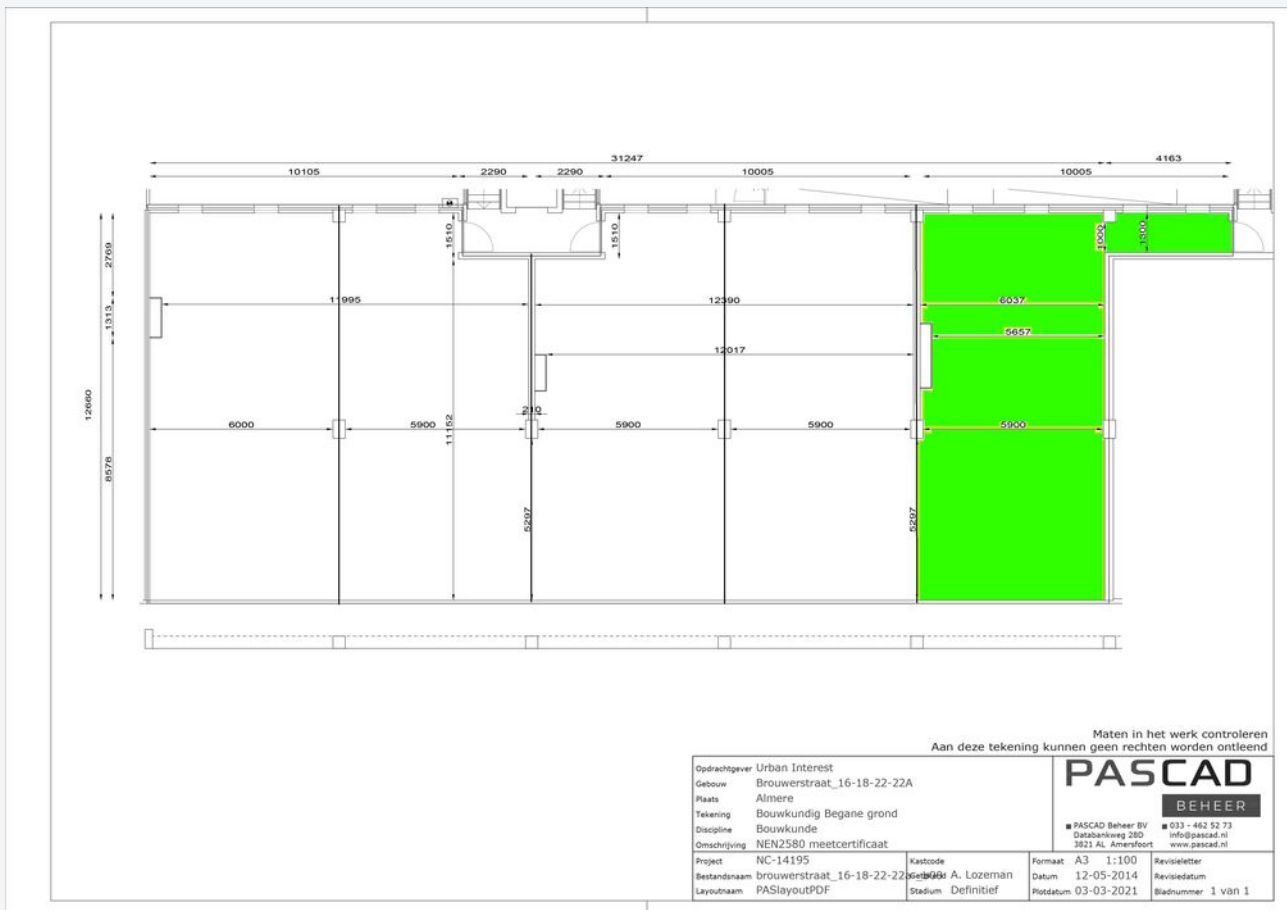 31247
4163
10105
2290
2290
10005
10005
1510
1510
1000
1300
2769
11995
12390
6037
1313
5657
12017
12660
210
6000
5900
11152
5900
5900
5900
8578
5297
5297
Maten in het werk controleren
Aan deze tekening kunnen geen rechten worden ontleend
Opdrachtgever Urban Interest
Gebouw Brouwerstraat_16-18-22-22A
Plaats Almere
Tekening Bouwkundig Begane grond
Discipline Bouwkunde
Omschrijving NEN2580 meetcertificaat
PASCAD
BEHEER
PASCAD Beheer BV
Databankweg 28D
3821 AL Amersfoort
033 - 462 52 73
info@pascad.nl
www.pascad.nl
Project NC-14195
Kastcode
Formaat A3 1:100
Revisieletter
Bestandsnaam brouwerstraat_16-18-22-22a
A. Lozeman
Datum 12-05-2014
Revisiedatum
Layoutnaam PASlayoutPDF
Stadium Definitief
Plotdatum 03-03-2021
Bladnummer 1 van 1